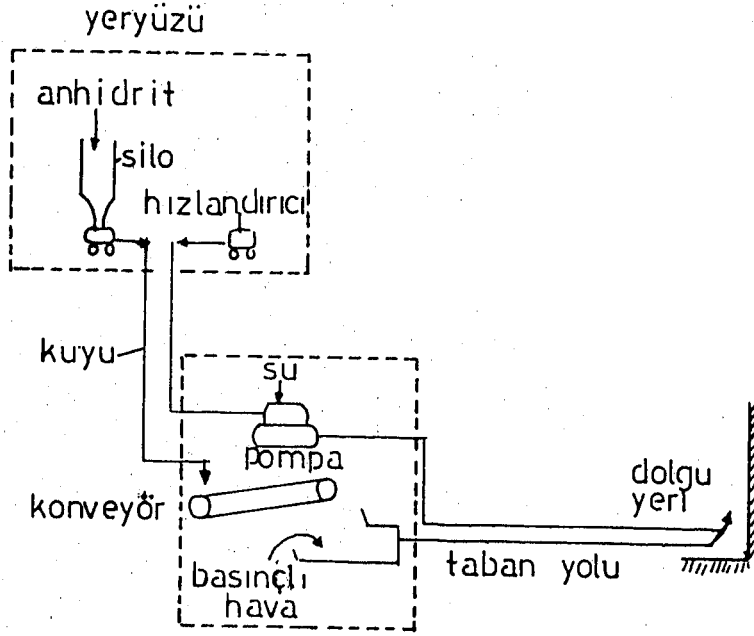 yeryüzü
anhidrit
silo
hızlandırıcı
kuyu
su
pompa
konveyör
basınçlı
hava
dolgu
yeri
taban yolu